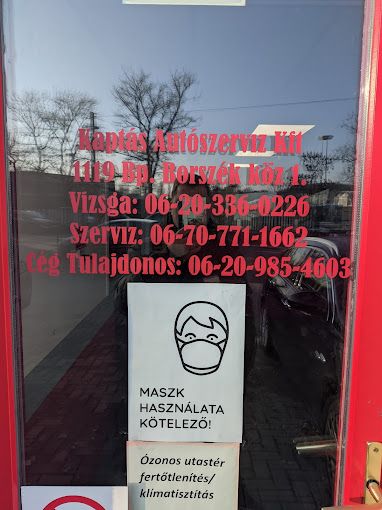 Kaptás Autószerviz Kft
1119 Bp. Borszék Köz 1.
Vizsga: 06-20-336-0226
Szerviz: 06-70-771-1662
Cég Tulajdonos: 06-20-985-4603
MASZK
HASZNÁLATA
KÖTELEZŐ!
Ózonos utastér
fertőtlenítés/
klimatisztítás